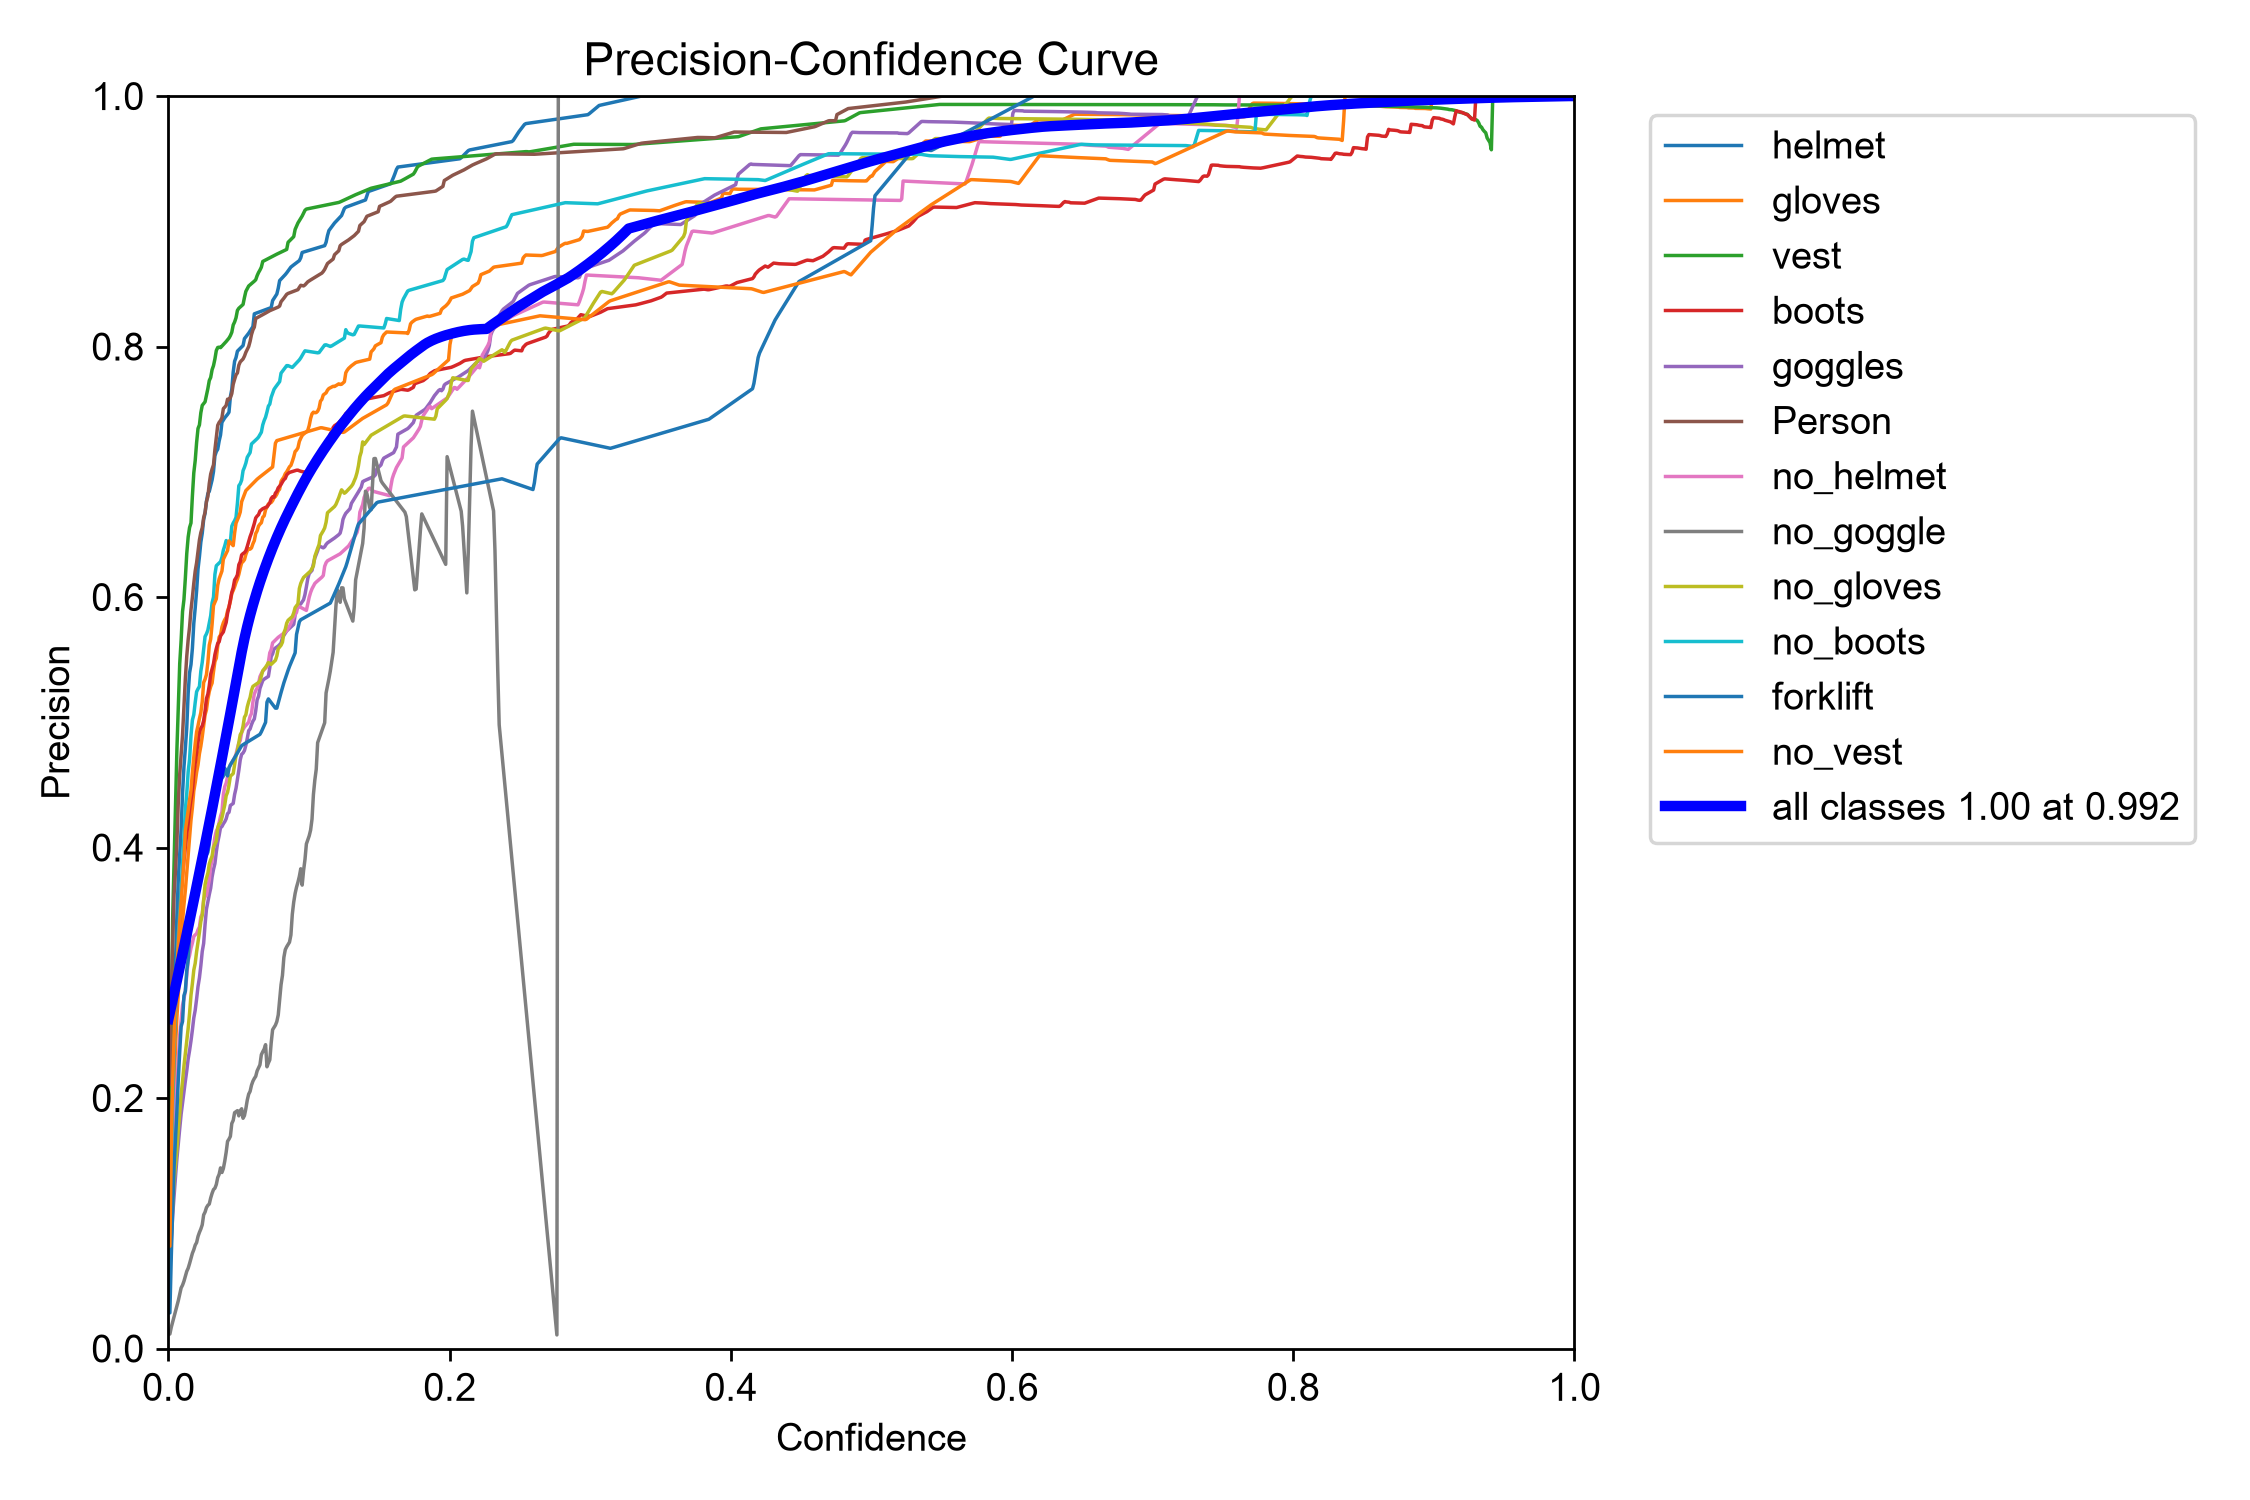 Precision-Confidence Curve
1.0
0.8
0.6
0.4
0.2
0.0
Precision
0.0 0.2 0.4 0.6 0.8 1.0
Confidence
helmet
gloves
vest
boots
goggles
Person
no_helmet
no_goggle
no_gloves
no_boots
forklift
no_vest
all classes 1.00 at 0.992